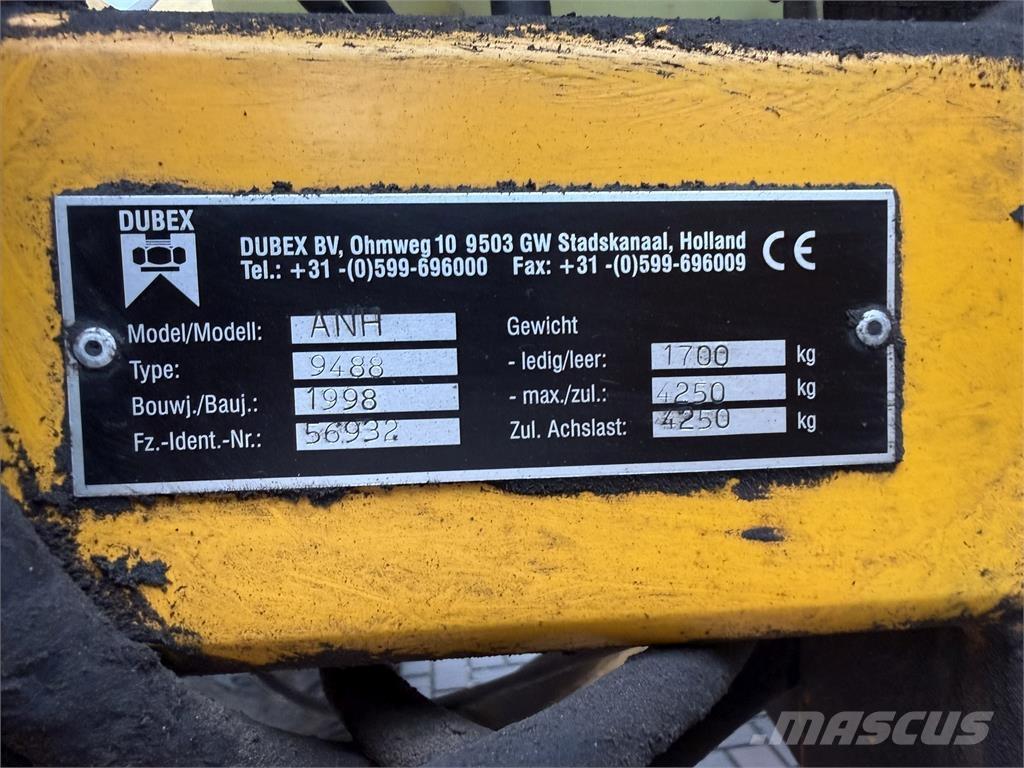 DUBEX
DUBEX BV, Ohmweg 10 9503 GW Stadskanaal, Holland
Tel.: +31 -(0)599-696000 Fax: +31 -(0)599-696009
CE
Model/Modell: ANH
Type: 9488
Bouwj./Bauj.: 1998
Fz.-Ident.-Nr.: 56932
Gewicht
- ledig/leer: 1700 kg
- max./zul.: 4250 kg
Zul. Achslast: 4250 kg
MASCUS